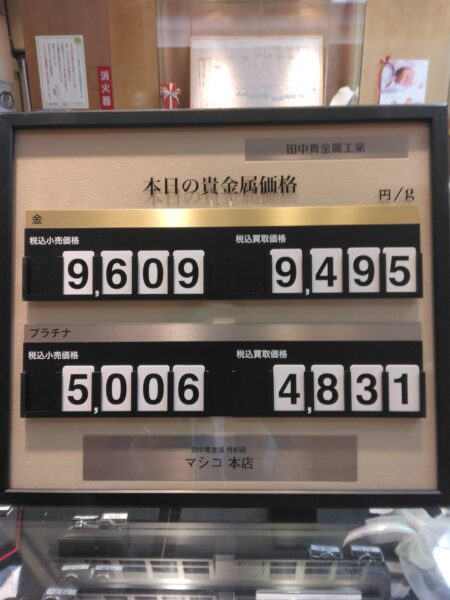 消火器
田中貴金属工業
本日の貴金属価格
円/g
金
税込小売価格 9,609 税込買取価格 9,495
プラチナ
税込小売価格 5,006 税込買取価格 4,831
田中貴金属 特約店
マシコ 本店